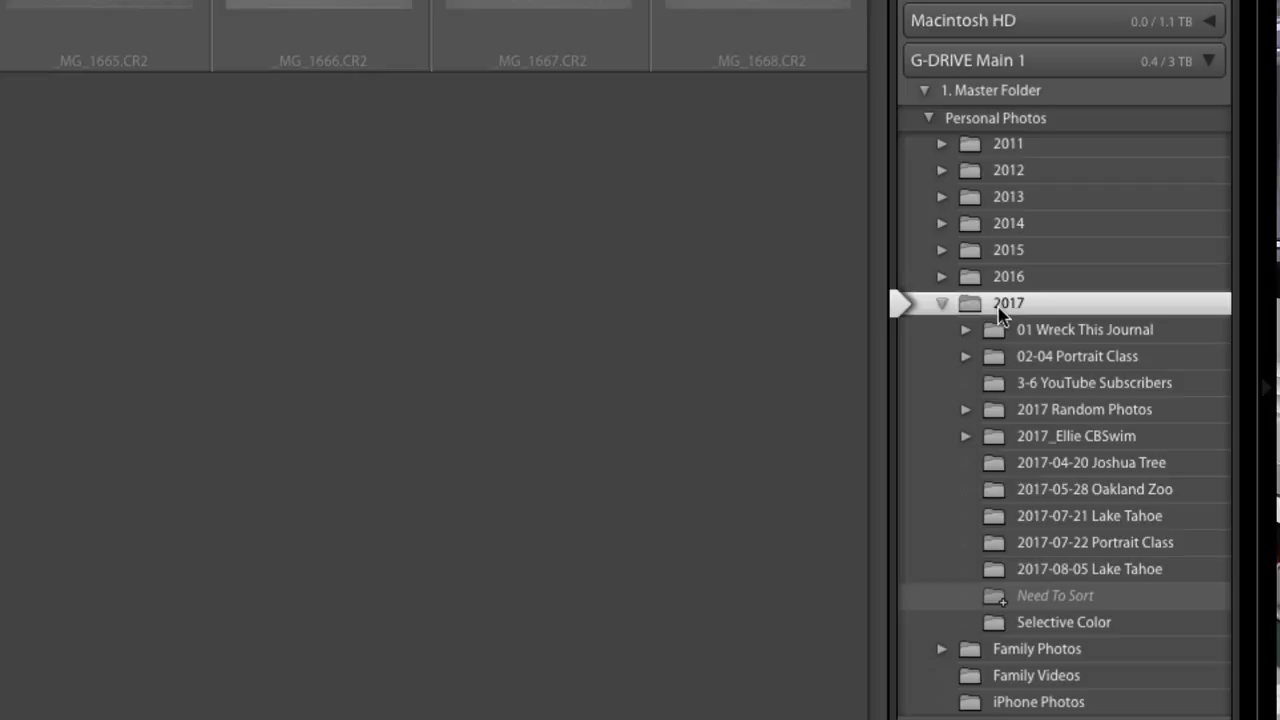 _MG_1665.CR2
_MG_1666.CR2
_MG_1667.CR2
_MG_1668.CR2
Macintosh HD 0.0 / 1.1 TB
G-DRIVE Main 1 0.4 / 3 TB
1. Master Folder
Personal Photos
2011
2012
2013
2014
2015
2016
2017
01 Wreck This Journal
02-04 Portrait Class
3-6 YouTube Subscribers
2017 Random Photos
2017_Ellie CBSwim
2017-04-20 Joshua Tree
2017-05-28 Oakland Zoo
2017-07-21 Lake Tahoe
2017-07-22 Portrait Class
2017-08-05 Lake Tahoe
Need To Sort
Selective Color
Family Photos
Family Videos
iPhone Photos